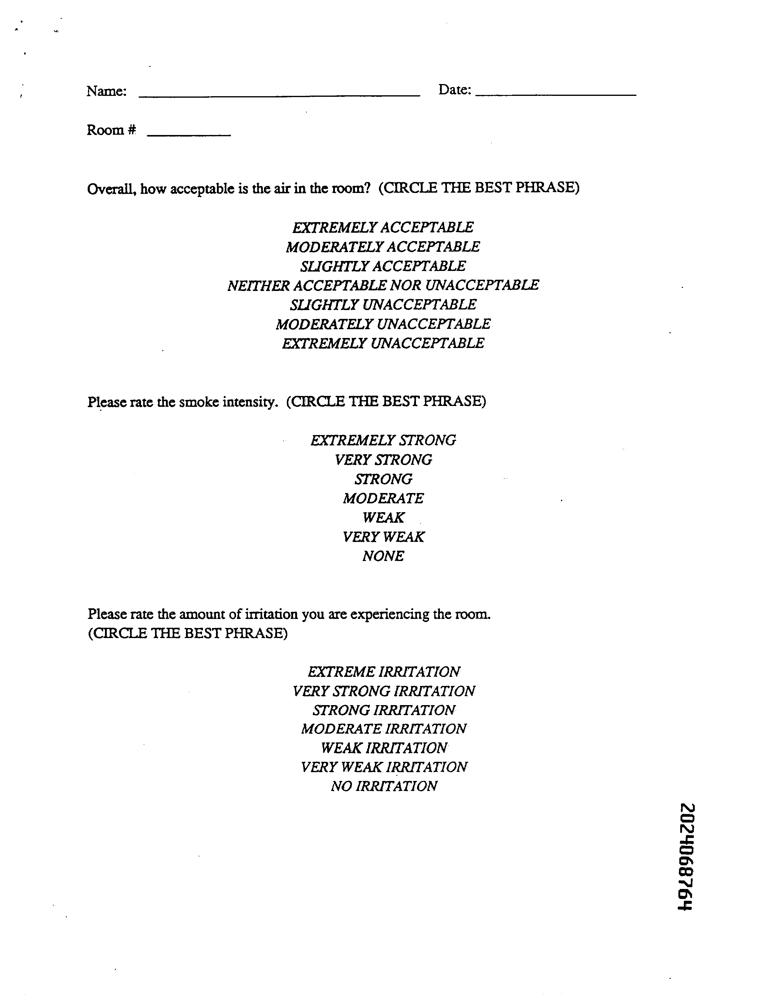 Name: ____________________ Date: ____________________
Room # __________
Overall, how acceptable is the air in the room? (CIRCLE THE BEST PHRASE)
EXTREMELY ACCEPTABLE
MODERATELY ACCEPTABLE
SLIGHTLY ACCEPTABLE
NEITHER ACCEPTABLE NOR UNACCEPTABLE
SLIGHTLY UNACCEPTABLE
MODERATELY UNACCEPTABLE
EXTREMELY UNACCEPTABLE
Please rate the smoke intensity. (CIRCLE THE BEST PHRASE)
EXTREMELY STRONG
VERY STRONG
STRONG
MODERATE
WEAK
VERY WEAK
NONE
Please rate the amount of irritation you are experiencing the room.
(CIRCLE THE BEST PHRASE)
EXTREME IRRITATION
VERY STRONG IRRITATION
STRONG IRRITATION
MODERATE IRRITATION
WEAK IRRITATION
VERY WEAK IRRITATION
NO IRRITATION
2024068764